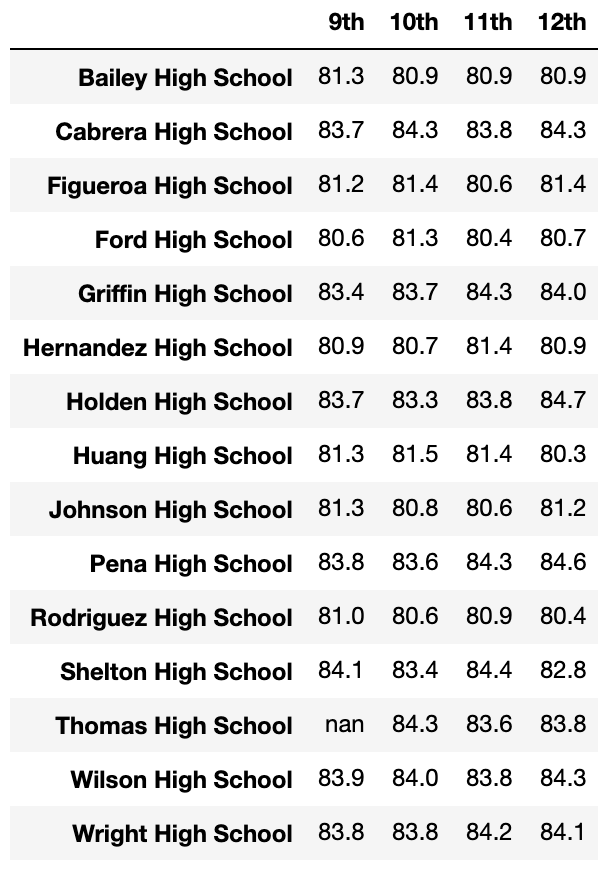 9th 10th 11th 12th
Bailey High School 81.3 80.9 80.9 80.9
Cabrera High School 83.7 84.3 83.8 84.3
Figueroa High School 81.2 81.4 80.6 81.4
Ford High School 80.6 81.3 80.4 80.7
Griffin High School 83.4 83.7 84.3 84.0
Hernandez High School 80.9 80.7 81.4 80.9
Holden High School 83.7 83.3 83.8 84.7
Huang High School 81.3 81.5 81.4 80.3
Johnson High School 81.3 80.8 80.6 81.2
Pena High School 83.8 83.6 84.3 84.6
Rodriguez High School 81.0 80.6 80.9 80.4
Shelton High School 84.1 83.4 84.4 82.8
Thomas High School nan 84.3 83.6 83.8
Wilson High School 83.9 84.0 83.8 84.3
Wright High School 83.8 83.8 84.2 84.1